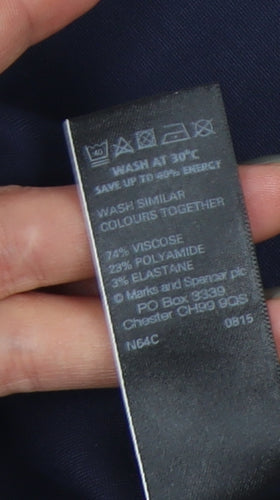 40
WASH AT 30°C
SAVE UP TO 40% ENERGY
WASH SIMILAR
COLOURS TOGETHER
74% VISCOSE
23% POLYAMIDE
3% ELASTANE
© Marks and Spencer plc
PO Box 3339
Chester CH99 9QS
N64C 0815